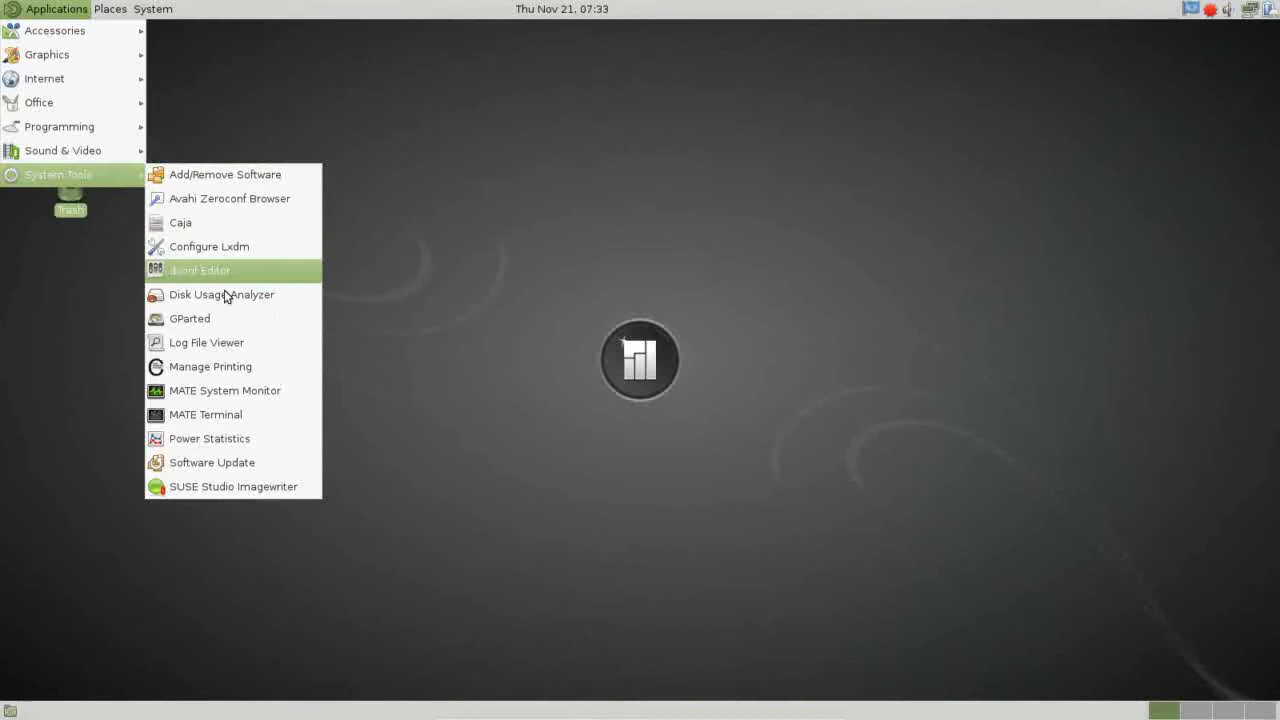 Applications Places System
Thu Nov 21, 07:33
Accessories
Graphics
Internet
Office
Programming
Sound & Video
System Tools
Trash
Add/Remove Software
Avahi Zeroconf Browser
Caja
Configure Lxdm
dconf Editor
Disk Usage Analyzer
GParted
Log File Viewer
Manage Printing
MATE System Monitor
MATE Terminal
Power Statistics
Software Update
SUSE Studio Imagewriter